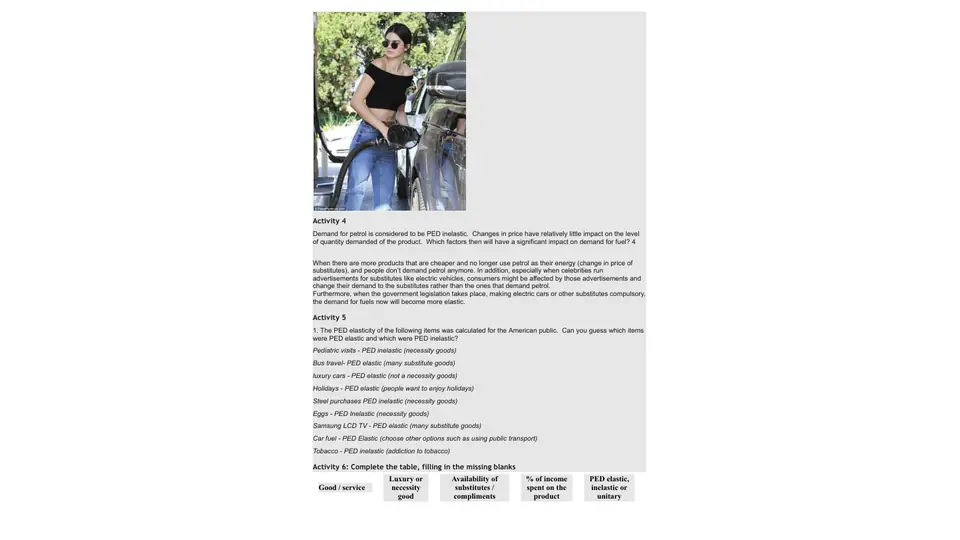 Activity 4
Demand for petrol is considered to be PED inelastic. Changes in price have relatively little impact on the level
of quantity demanded of the product. Which factors then will have a significant impact on demand for fuel? 4
When there are more products that are cheaper and no longer use petrol as their energy (change in price of
substitutes), and people don't demand petrol anymore. In addition, especially when celebrities run
advertisements for substitutes like electric vehicles, consumers might be affected by those advertisements and
change their demand to the substitutes rather than the ones that demand petrol.
Furthermore, when the government legislation takes place, making electric cars or other substitutes compulsory,
the demand for fuels now will become more elastic.
Activity 5
1. The PED elasticity of the following items was calculated for the American public. Can you guess which items
were PED elastic and which were PED inelastic?
Pediatric visits - PED inelastic (necessity goods)
Bus travel- PED elastic (many substitute goods)
luxury cars - PED elastic (not a necessity goods)
Holidays - PED elastic (people want to enjoy holidays)
Steel purchases PED inelastic (necessity goods)
Eggs - PED Inelastic (necessity goods)
Samsung LCD TV - PED elastic (many substitute goods)
Car fuel - PED Elastic (choose other options such as using public transport)
Tobacco - PED inelastic (addiction to tobacco)
Activity 6: Complete the table, filling in the missing blanks
Good / service
Luxury or
necessity
good
Availability of
substitutes /
compliments
% of income
spent on the
product
PED elastic,
inelastic or
unitary